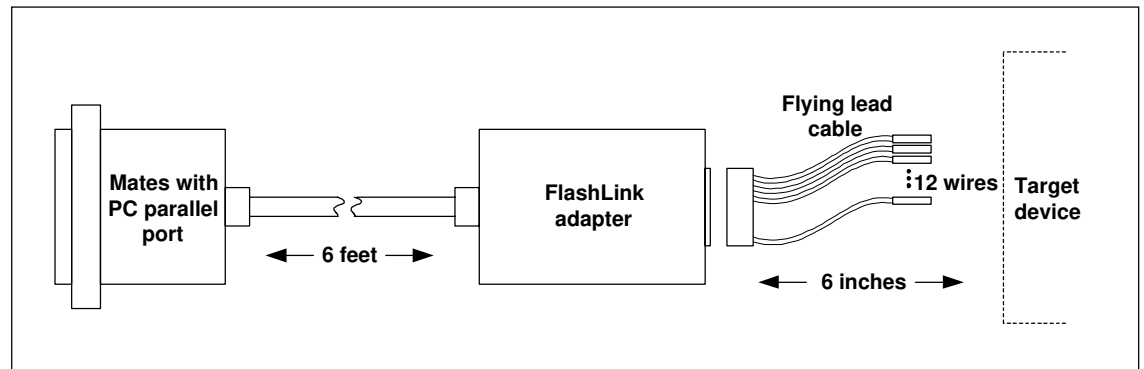 Mates with
PC parallel
port
6 feet
FlashLink
adapter
Flying lead
cable
12 wires
6 inches
Target
device